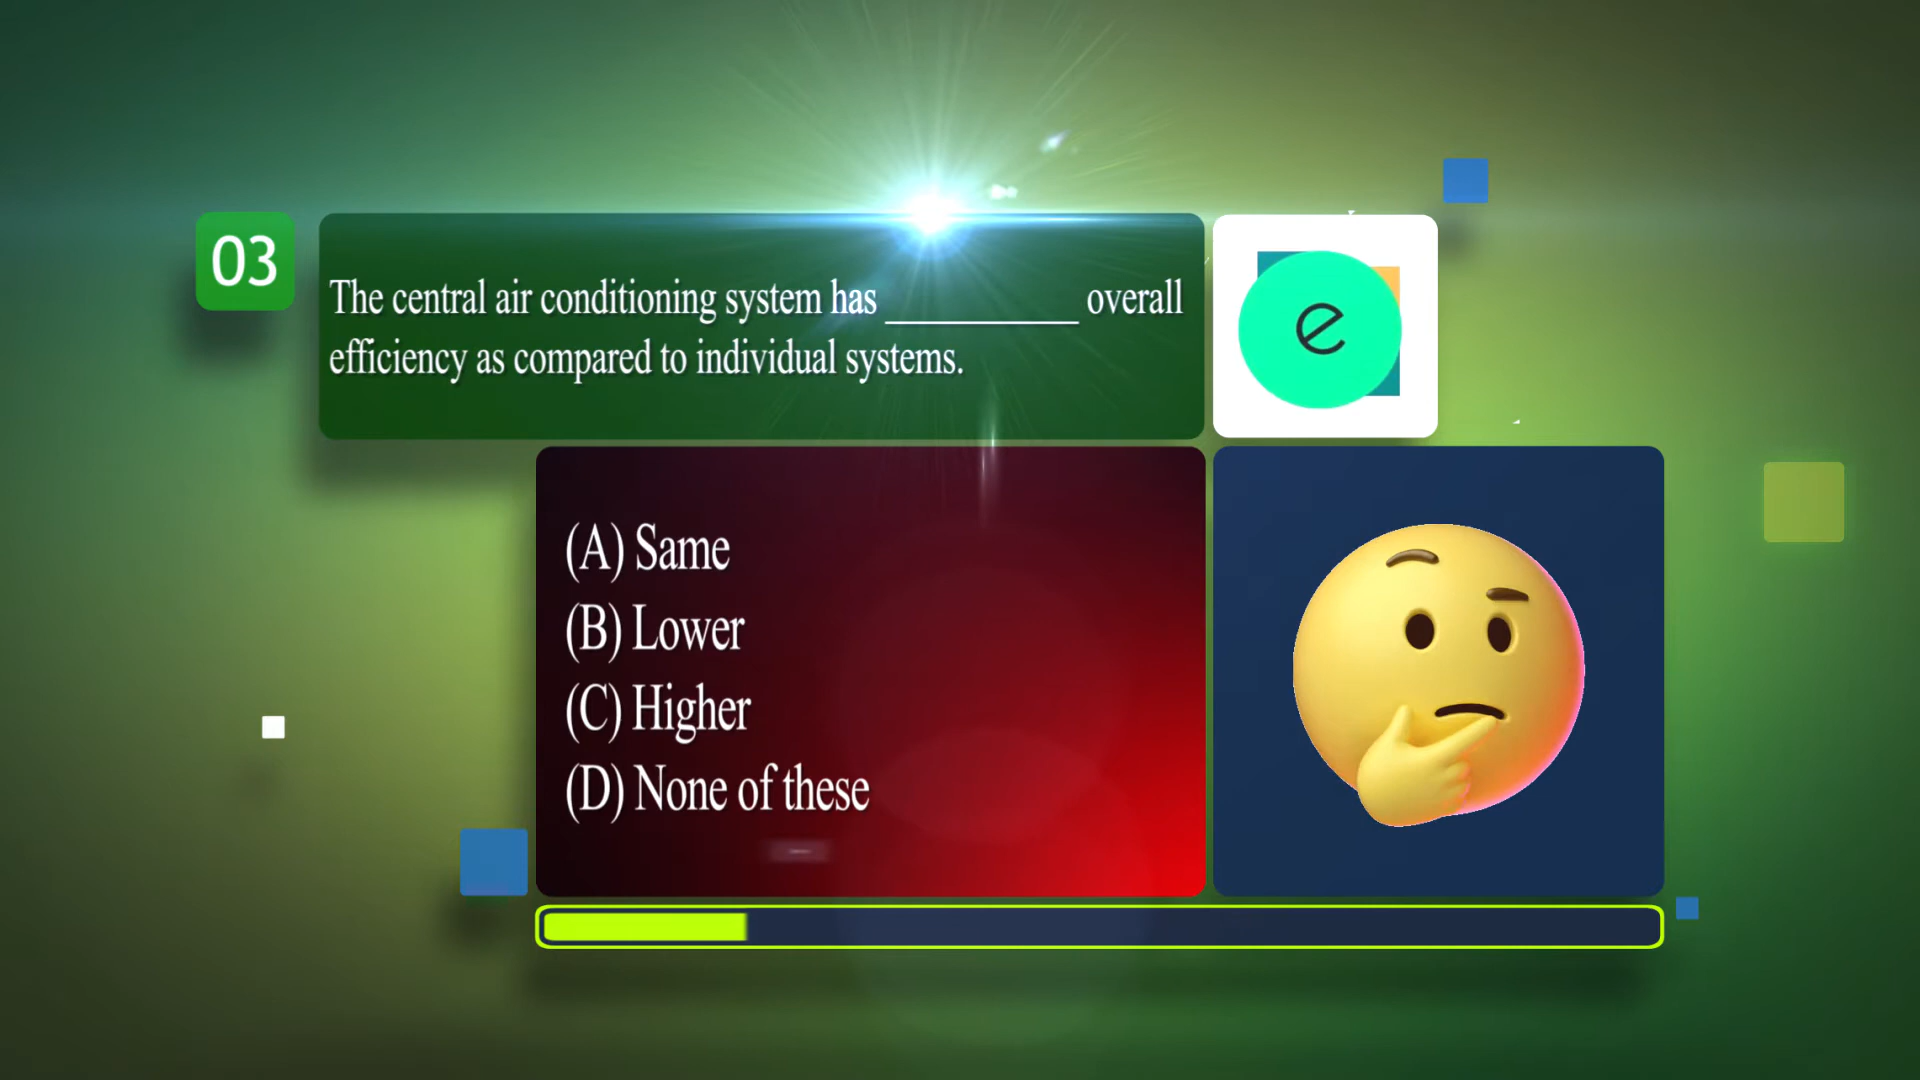 03
The central air conditioning system has __________ overall
efficiency as compared to individual systems.
e
(A) Same
(B) Lower
(C) Higher
(D) None of these